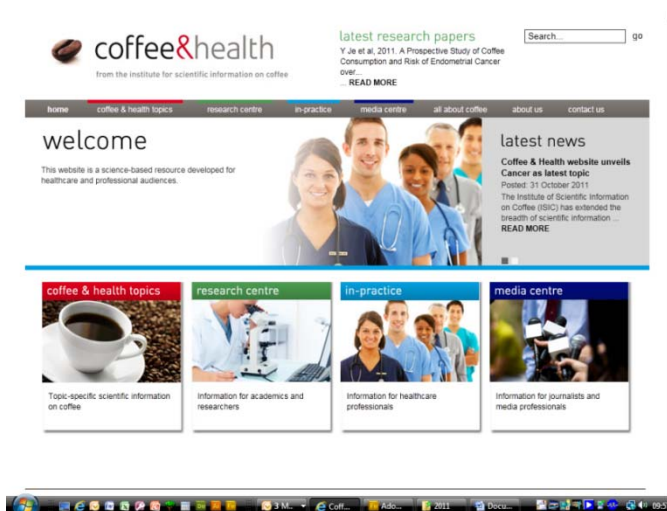 coffee&health
from the institute for scientific information on coffee
latest research papers
Y Je et al, 2011. A Prospective Study of Coffee
Consumption and Risk of Endometrial Cancer
over...
... READ MORE
Search...
go
home
coffee & health topics
research centre
in-practice
media centre
all about coffee
about us
contact us
welcome
This website is a science-based resource developed for
healthcare and professional audiences.
latest news
Coffee & Health website unveils
Cancer as latest topic
Posted: 31 October 2011
The Institute of Scientific Information
on Coffee (ISIC) has extended the
breadth of scientific information ...
READ MORE
coffee & health topics
Topic-specific scientific information
on coffee
research centre
Information for academics and
researchers
in-practice
Information for healthcare
professionals
media centre
Information for journalists and
media professionals
3 M...
Coff...
Ado...
2011
Docu...